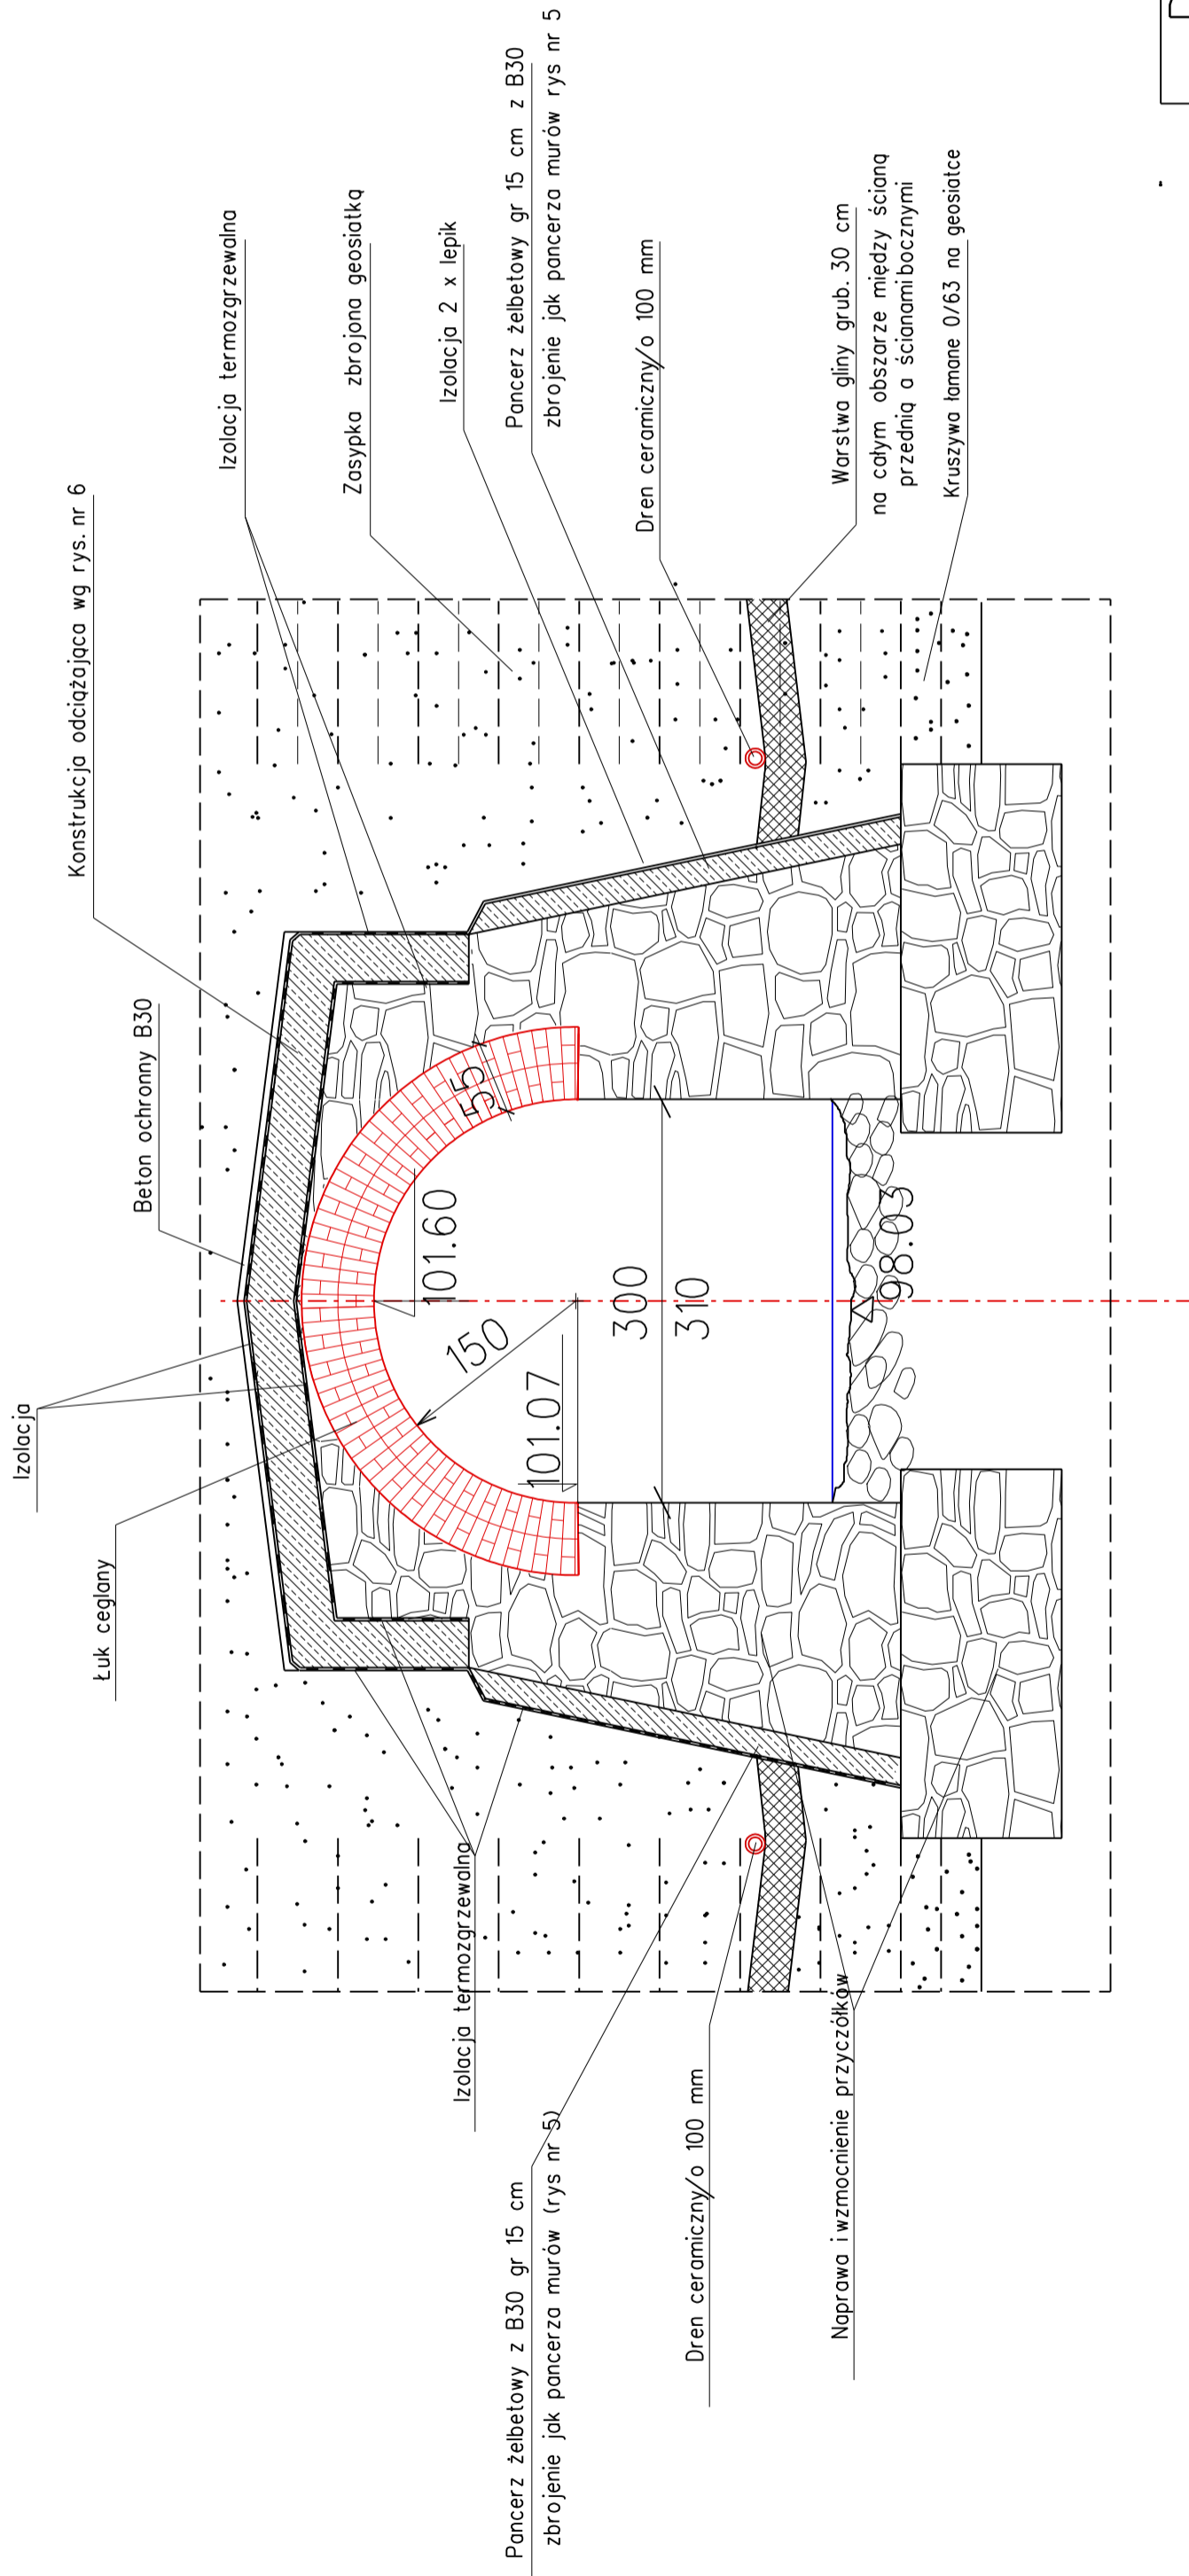 Izolacja
Łuk ceglany
Beton ochronny B30
Konstrukcja odciążająca wg rys. nr 6
Izolacja termozgrzewalna
Zasypka zbrojona geosiatką
Izolacja 2 x lepik
Pancerz żelbetowy gr 15 cm z B30
zbrojenie jak pancerza murów rys nr 5
Dren ceramiczny/o 100 mm
Warstwa gliny grub. 30 cm
na całym obszarze między ścianą
przednią a ścianami bocznymi
Kruszywa łamane 0/63 na geosiatce
55
101.60
150
101.07
300
310
98.03
Izolacja termozgrzewalna
Pancerz żelbetowy z B30 gr 15 cm
zbrojenie jak pancerza murów (rys nr 5)
Dren ceramiczny/o 100 mm
Naprawa i wzmocnienie przyczółków